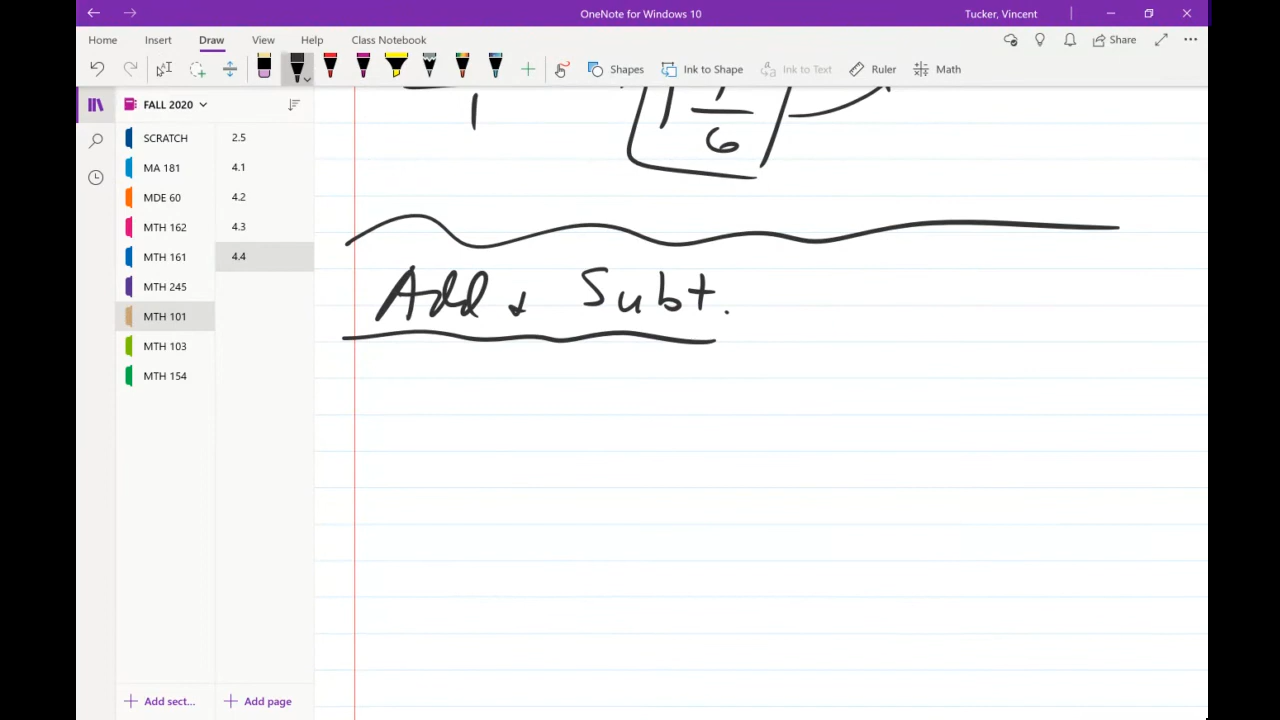 OneNote for Windows 10
Tucker, Vincent
Home Insert Draw View Help Class Notebook
Share
Shapes Ink to Shape Ink to Text Ruler Math
FALL 2020
SCRATCH 2.5
MA 181 4.1
MDE 60 4.2
MTH 162 4.3
MTH 161 4.4
MTH 245
MTH 101
MTH 103
MTH 154
Add sect... Add page
1
6
Add + Subt.